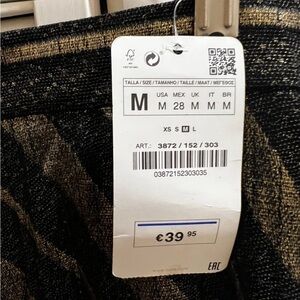 FSC
TALLA / SIZE / TAMANHO / TAILLE / MAAT /
M
USA MEX UK IT BR
M 28 M M M
XS S M L
ART.: 3872 / 152 / 303
03872152303035
€39.95
EAC